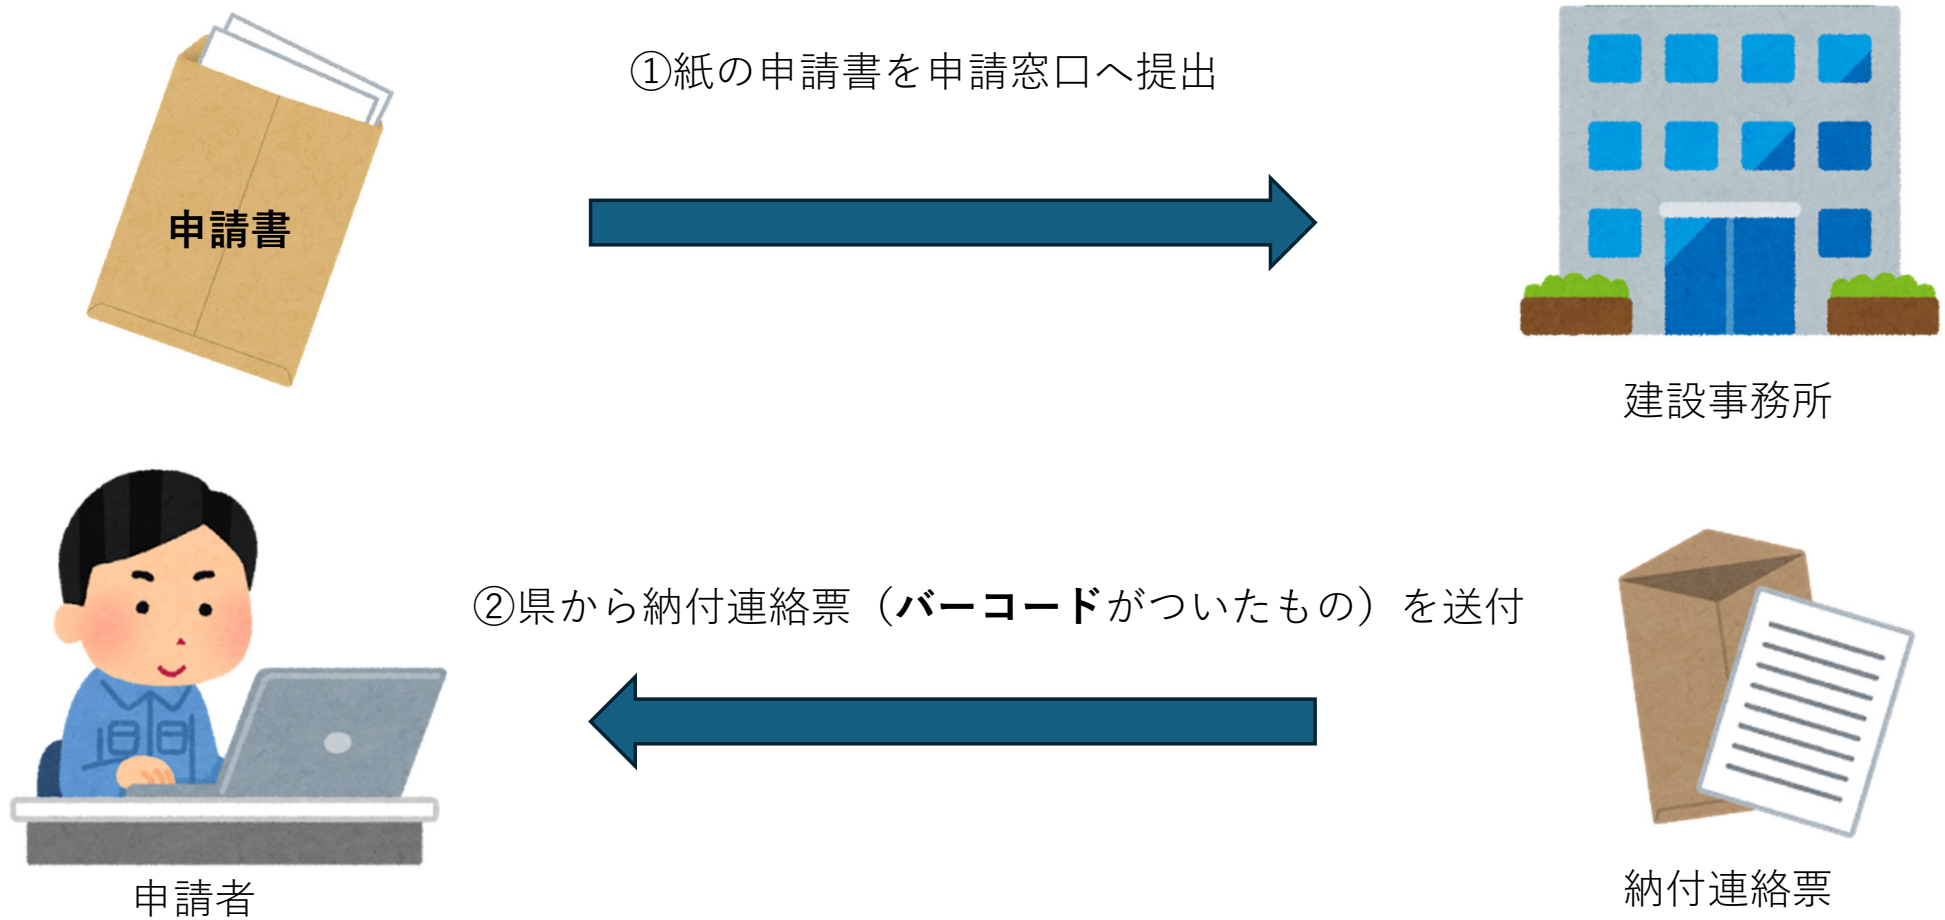 ①紙の申請書を申請窓口へ提出
申請書
建設事務所
②県から納付連絡票（バーコードがついたもの）を送付
申請者
納付連絡票